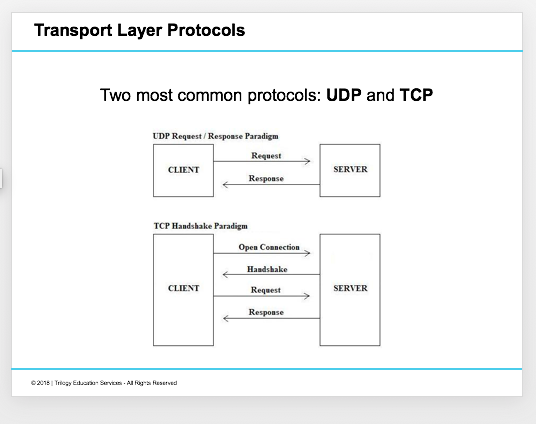 Transport Layer Protocols
Two most common protocols: UDP and TCP
UDP Request / Response Paradigm
CLIENT
Request
Response
SERVER
TCP Handshake Paradigm
CLIENT
Open Connection
Handshake
Request
Response
SERVER
© 2018 | Trilogy Education Services - All Rights Reserved